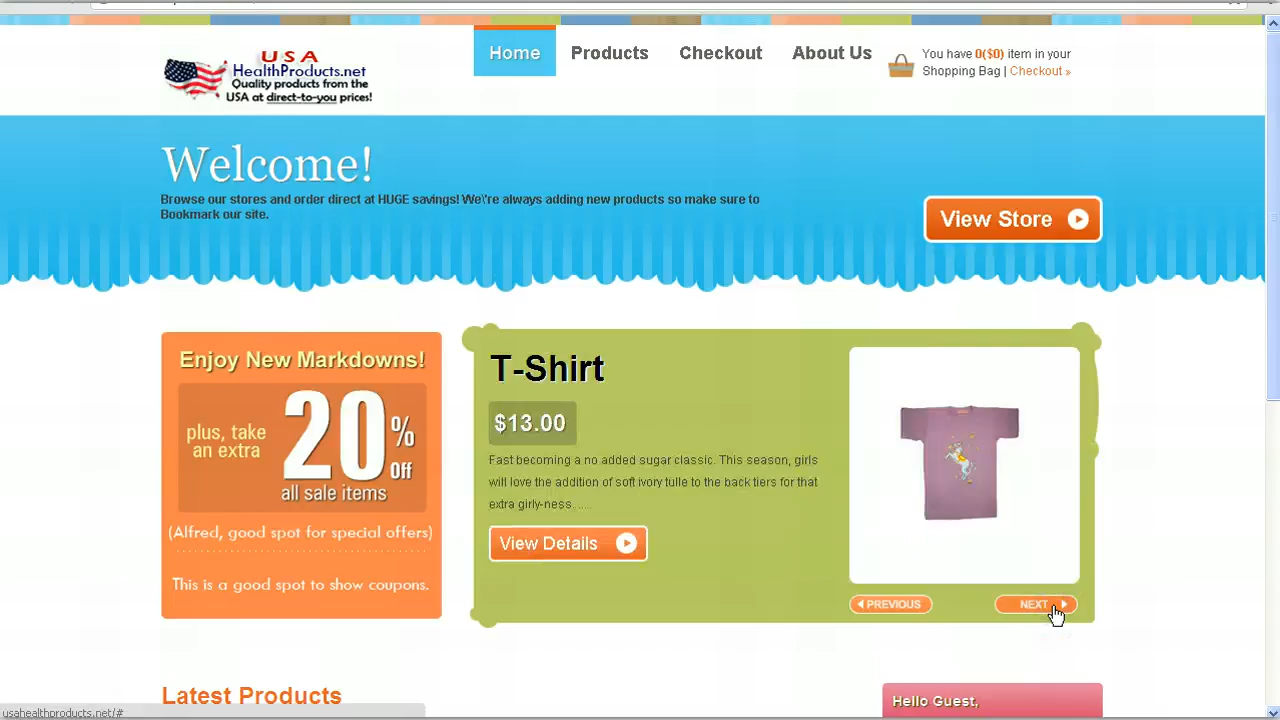 USA
HealthProducts.net
Quality products from the
USA at direct-to-you prices!
Home
Products
Checkout
About Us
You have 0($0) item in your
Shopping Bag | Checkout »
Welcome!
Browse our stores and order direct at HUGE savings! We\'re always adding new products so make sure to
Bookmark our site.
View Store
Enjoy New Markdowns!
plus, take
an extra
20% Off
all sale items
(Alfred, good spot for special offers)
This is a good spot to show coupons.
T-Shirt
$13.00
Fast becoming a no added sugar classic. This season, girls
will love the addition of soft ivory tulle to the back tiers for that
extra girly-ness.....
View Details
PREVIOUS
NEXT
Latest Products
Hello Guest,
usahealthproducts.net/#